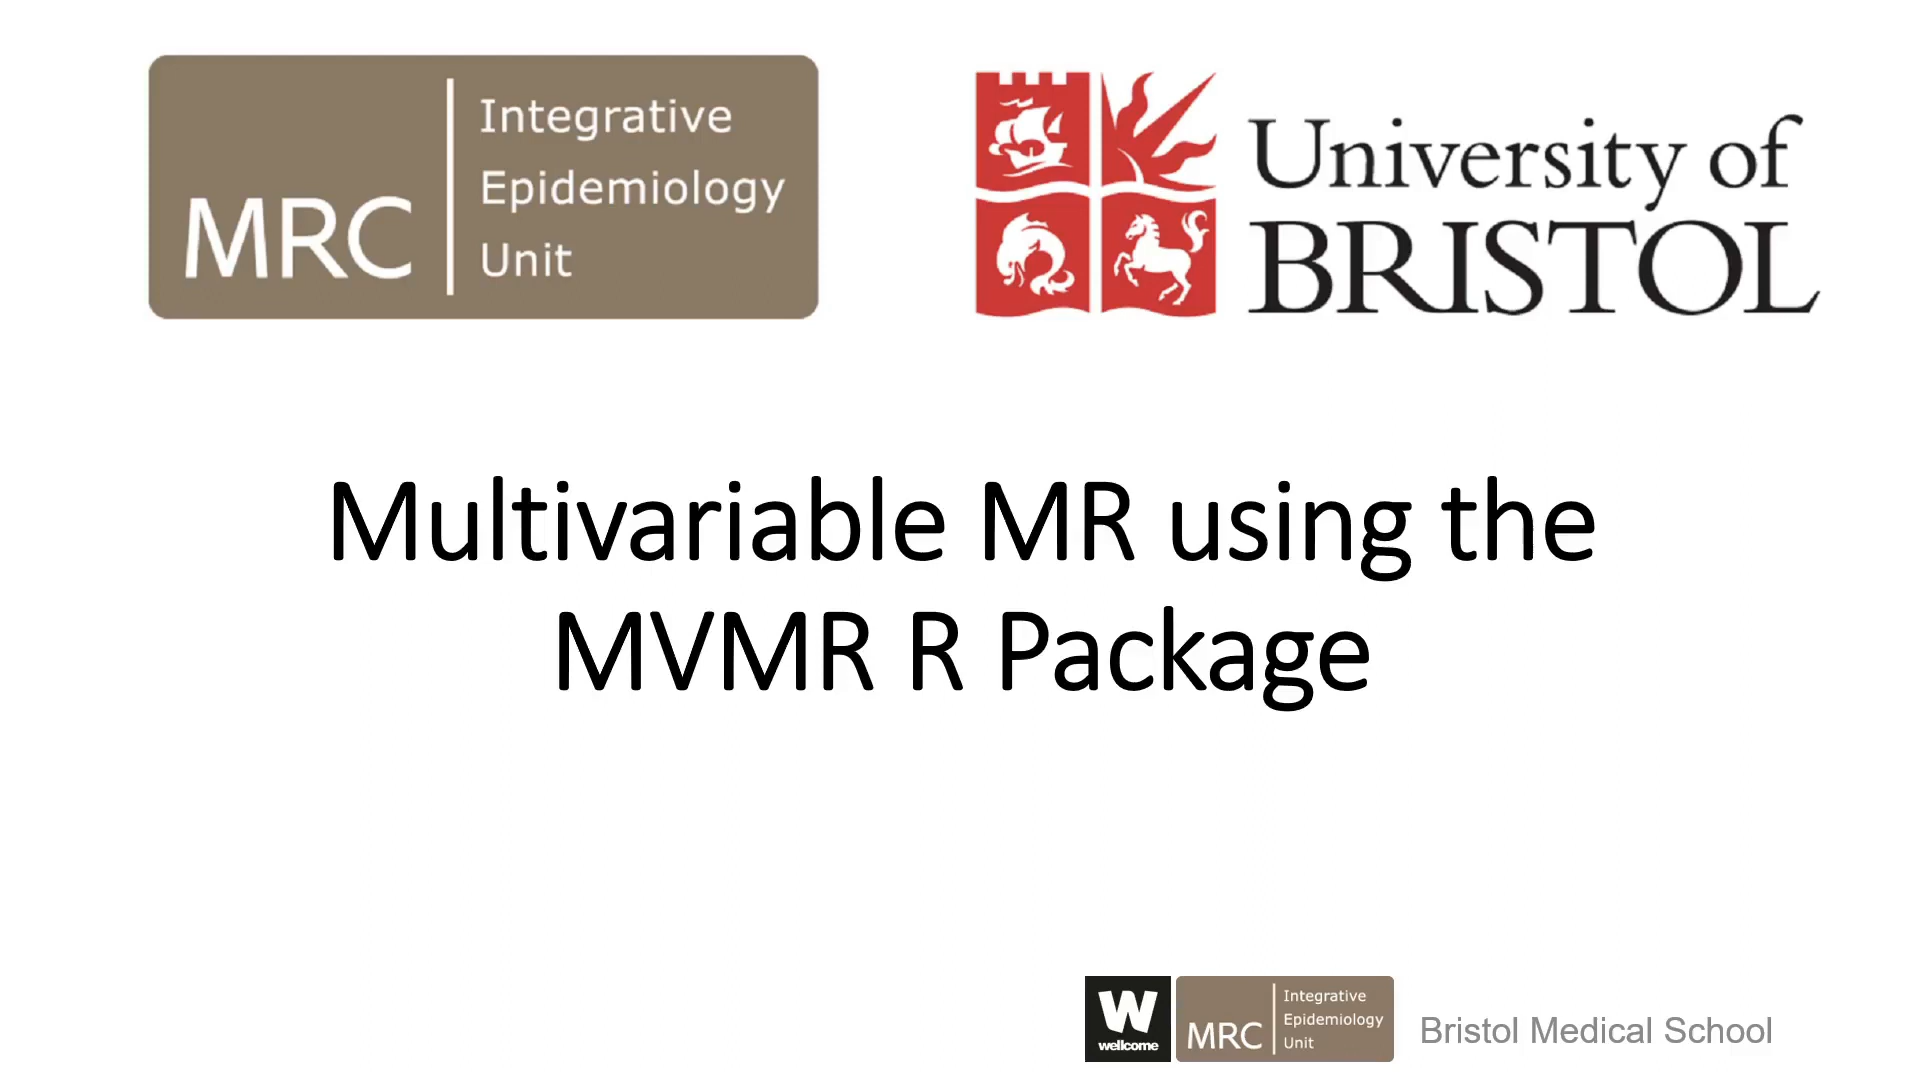 Integrative
Epidemiology
MRC
Unit
University of
BRISTOL
Multivariable MR using the
MVMR R Package
W
wellcome
MRC
Integrative
Epidemiology
Unit
Bristol Medical School